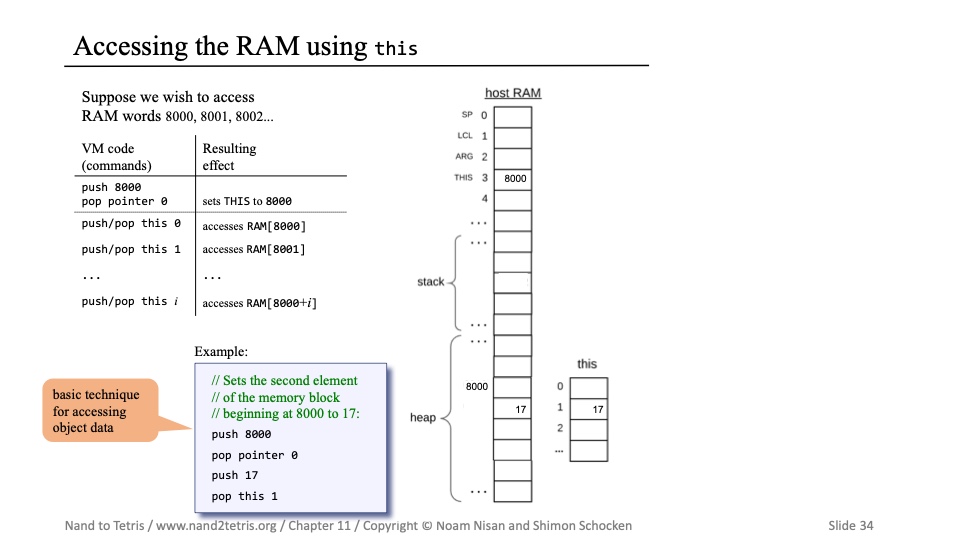 Accessing the RAM using this
Suppose we wish to access
RAM words 8000, 8001, 8002...
VM code
(commands)
Resulting
effect
push 8000
pop pointer 0
sets THIS to 8000
push/pop this 0
accesses RAM[8000]
push/pop this 1
accesses RAM[8001]
...
...
push/pop this i
accesses RAM[8000+i]
Example:
// Sets the second element
// of the memory block
// beginning at 8000 to 17:
push 8000
pop pointer 0
push 17
pop this 1
basic technique
for accessing
object data
host RAM
SP 0
LCL 1
ARG 2
THIS 3 8000
4
...
...
stack
...
...
8000
17
heap
...
this
0
1 17
2
...
Nand to Tetris / www.nand2tetris.org / Chapter 11 / Copyright © Noam Nisan and Shimon Schocken
Slide 34